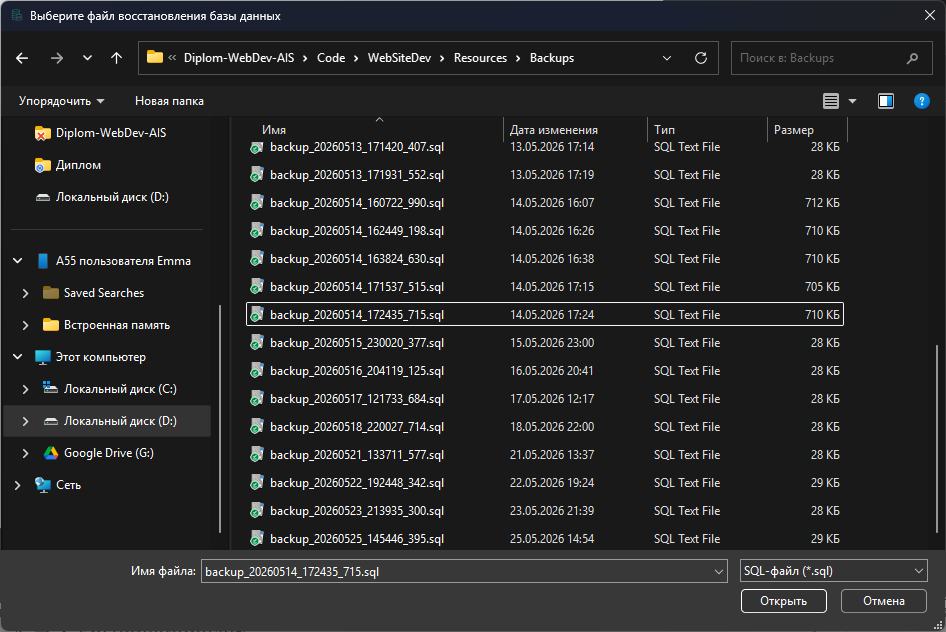 Выберите файл восстановления базы данных
« Diplom-WebDev-AIS › Code › WebSiteDev › Resources › Backups
Поиск в: Backups
Упорядочить
Новая папка
Diplom-WebDev-AIS
Диплом
Локальный диск (D:)
A55 пользователя Emma
Saved Searches
Встроенная память
Этот компьютер
Локальный диск (C:)
Локальный диск (D:)
Google Drive (G:)
Сеть
Имя Дата изменения Тип Размер
backup_20260513_171420_407.sql 13.05.2026 17:14 SQL Text File 28 КБ
backup_20260513_171931_552.sql 13.05.2026 17:19 SQL Text File 28 КБ
backup_20260514_160722_990.sql 14.05.2026 16:07 SQL Text File 712 КБ
backup_20260514_162449_198.sql 14.05.2026 16:26 SQL Text File 710 КБ
backup_20260514_163824_630.sql 14.05.2026 16:38 SQL Text File 710 КБ
backup_20260514_171537_515.sql 14.05.2026 17:15 SQL Text File 705 КБ
backup_20260514_172435_715.sql 14.05.2026 17:24 SQL Text File 710 КБ
backup_20260515_230020_377.sql 15.05.2026 23:00 SQL Text File 28 КБ
backup_20260516_204119_125.sql 16.05.2026 20:41 SQL Text File 28 КБ
backup_20260517_121733_684.sql 17.05.2026 12:17 SQL Text File 28 КБ
backup_20260518_220027_714.sql 18.05.2026 22:00 SQL Text File 28 КБ
backup_20260521_133711_577.sql 21.05.2026 13:37 SQL Text File 28 КБ
backup_20260522_192448_342.sql 22.05.2026 19:24 SQL Text File 29 КБ
backup_20260523_213935_300.sql 23.05.2026 21:39 SQL Text File 28 КБ
backup_20260525_145446_395.sql 25.05.2026 14:54 SQL Text File 29 КБ
Имя файла: backup_20260514_172435_715.sql
SQL-файл (*.sql)
Открыть
Отмена